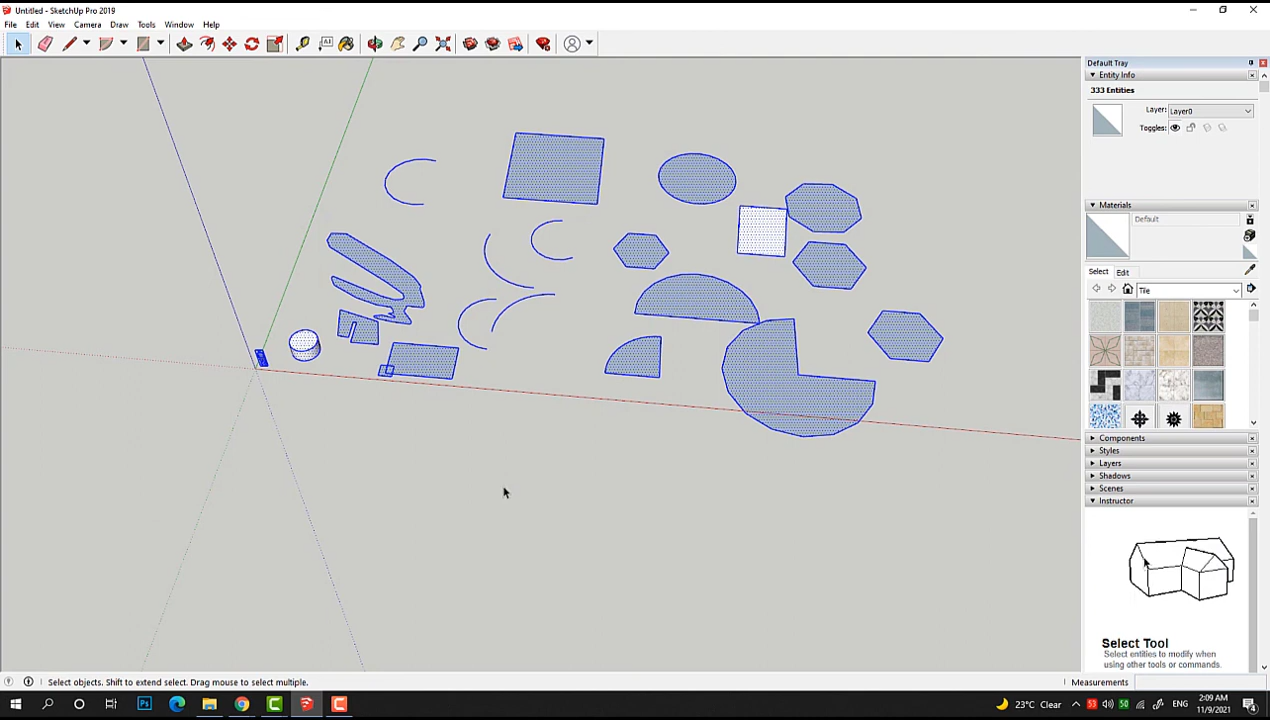 Untitled - SketchUp Pro 2019
File Edit View Camera Draw Tools Window Help
Default Tray
Entity Info
333 Entities
Layer: Layer0
Toggles:
Materials
Default
Select Edit
Tile
Components
Styles
Layers
Shadows
Scenes
Instructor
Select Tool
Select entities to modify when
using other tools or commands.
Select objects. Shift to extend select. Drag mouse to select multiple.
Measurements
23°C Clear
53
50
ENG
2:09 AM
11/9/2021